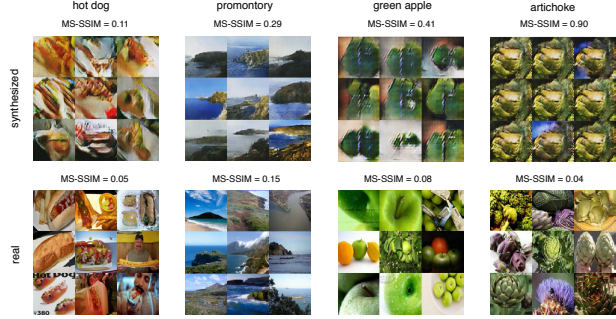 hot dog
promontory
green apple
artichoke
MS-SSIM = 0.11
MS-SSIM = 0.29
MS-SSIM = 0.41
MS-SSIM = 0.90
synthesized
MS-SSIM = 0.05
MS-SSIM = 0.15
MS-SSIM = 0.08
MS-SSIM = 0.04
real
HOT DOG
¥380